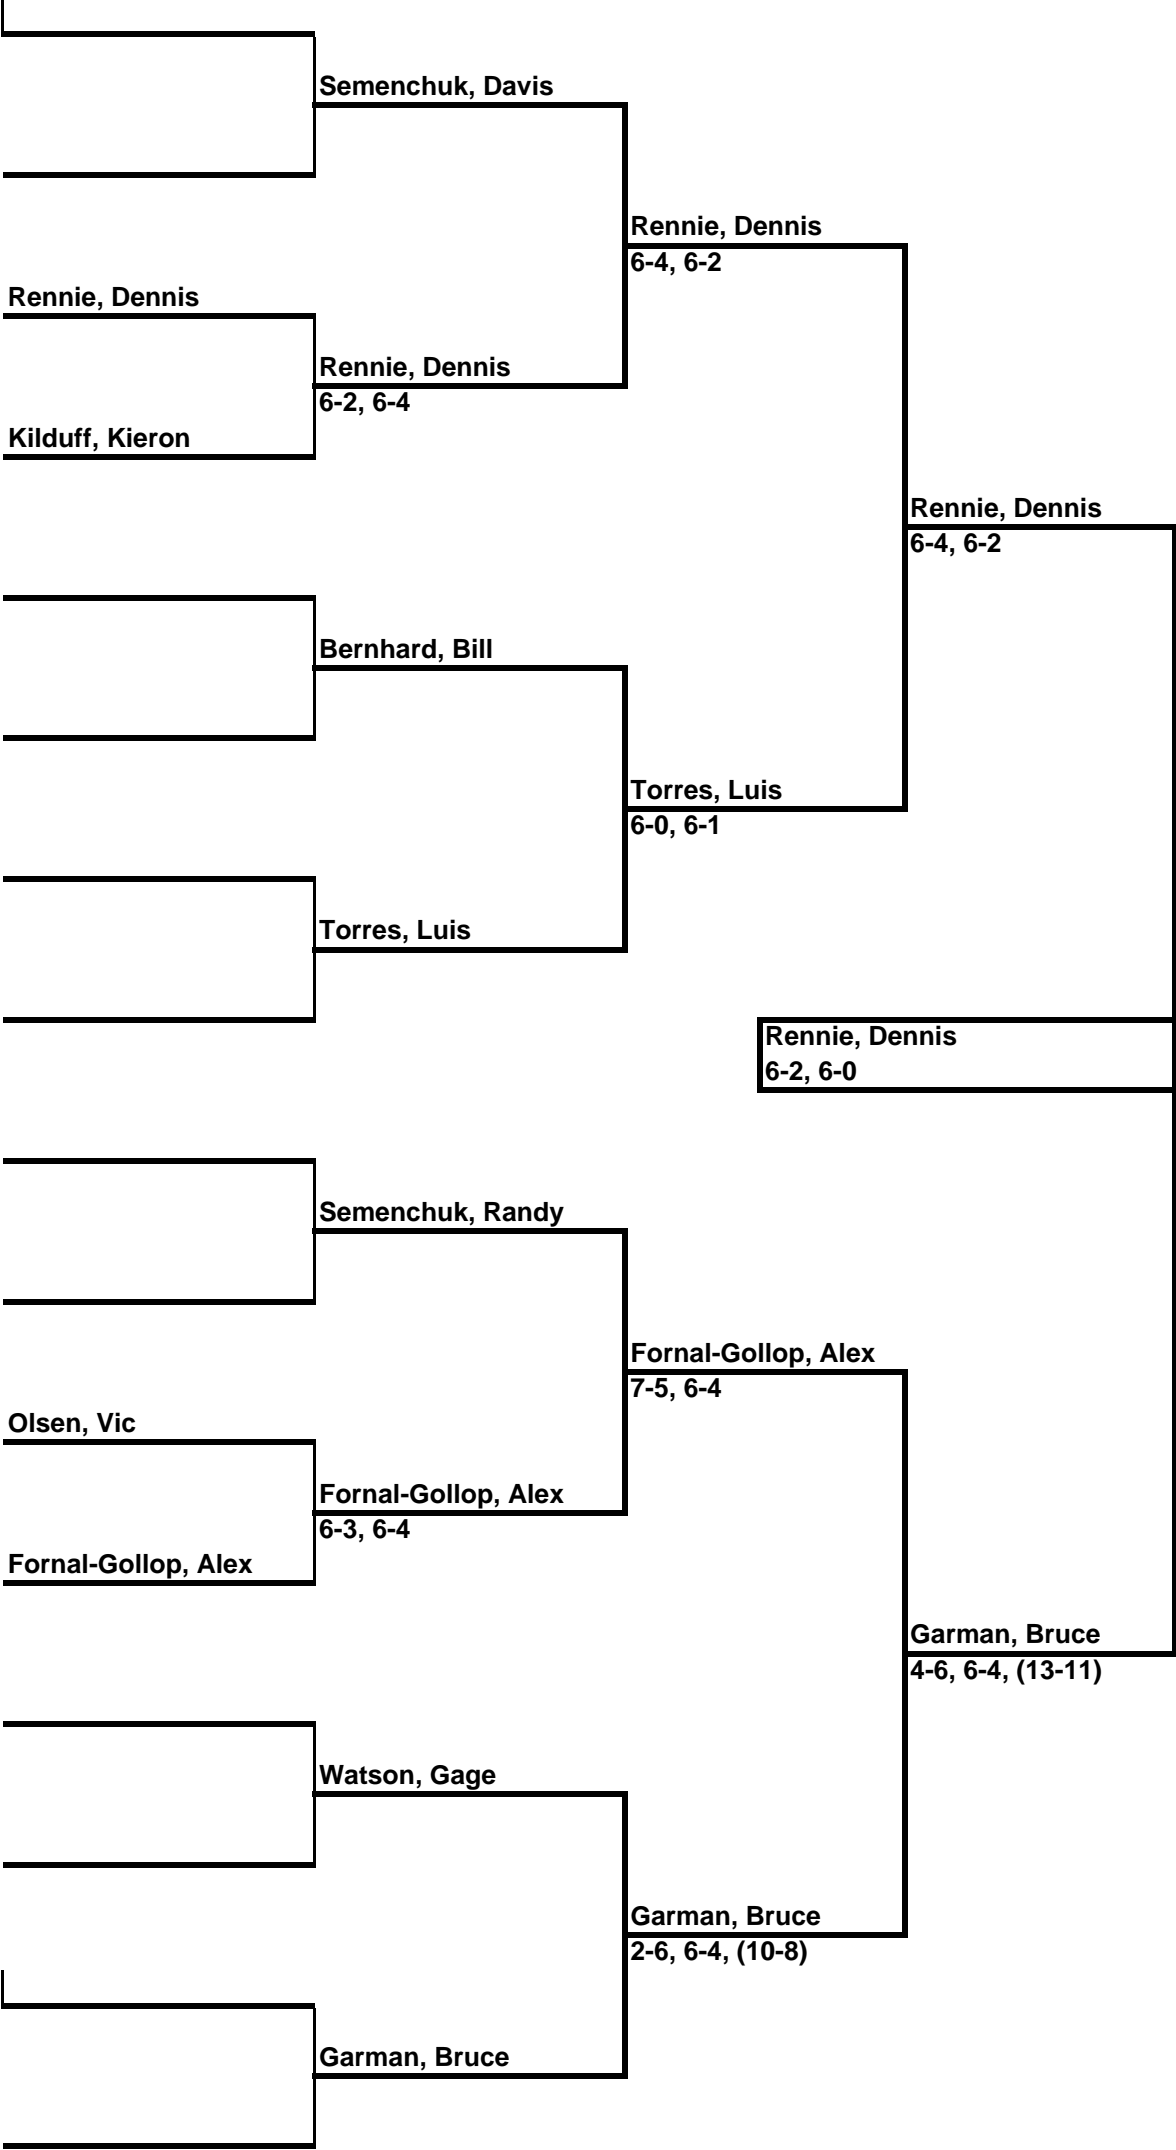 Semenchuk, Davis
Rennie, Dennis
6-4, 6-2
Rennie, Dennis
Rennie, Dennis
6-2, 6-4
Kilduff, Kieron
Rennie, Dennis
6-4, 6-2
Bernhard, Bill
Torres, Luis
6-0, 6-1
Torres, Luis
Rennie, Dennis
6-2, 6-0
Semenchuk, Randy
Fornal-Gollop, Alex
7-5, 6-4
Olsen, Vic
Fornal-Gollop, Alex
6-3, 6-4
Fornal-Gollop, Alex
Garman, Bruce
4-6, 6-4, (13-11)
Watson, Gage
Garman, Bruce
2-6, 6-4, (10-8)
Garman, Bruce